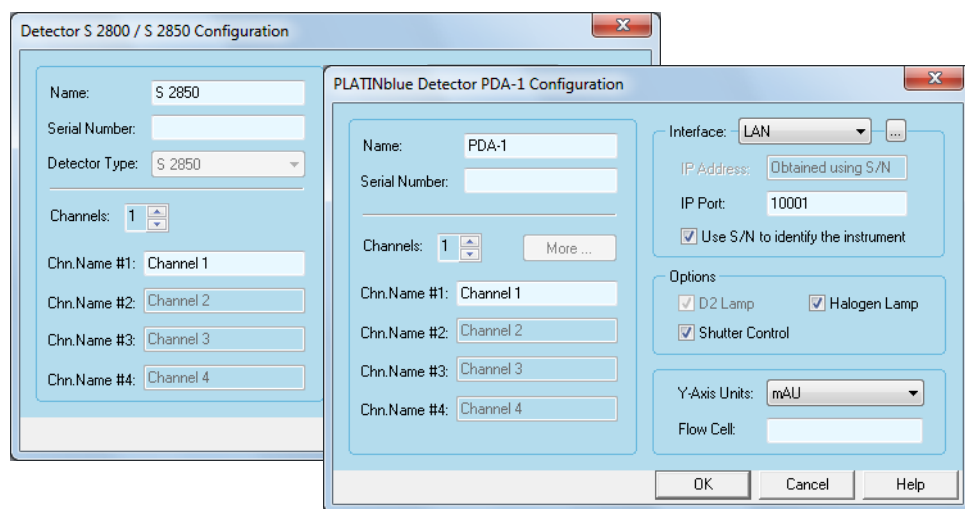 Detector S 2800 / S 2850 Configuration
Name: S 2850
Serial Number:
Detector Type: S 2850
Channels: 1
Chn.Name #1: Channel 1
Chn.Name #2: Channel 2
Chn.Name #3: Channel 3
Chn.Name #4: Channel 4
PLATINblue Detector PDA-1 Configuration
Name: PDA-1
Serial Number:
Channels: 1 More ...
Chn.Name #1: Channel 1
Chn.Name #2: Channel 2
Chn.Name #3: Channel 3
Chn.Name #4: Channel 4
Interface: LAN ...
IP Address: Obtained using S/N
IP Port: 10001
Use S/N to identify the instrument
Options
D2 Lamp Halogen Lamp
Shutter Control
Y-Axis Units: mAU
Flow Cell:
OK Cancel Help